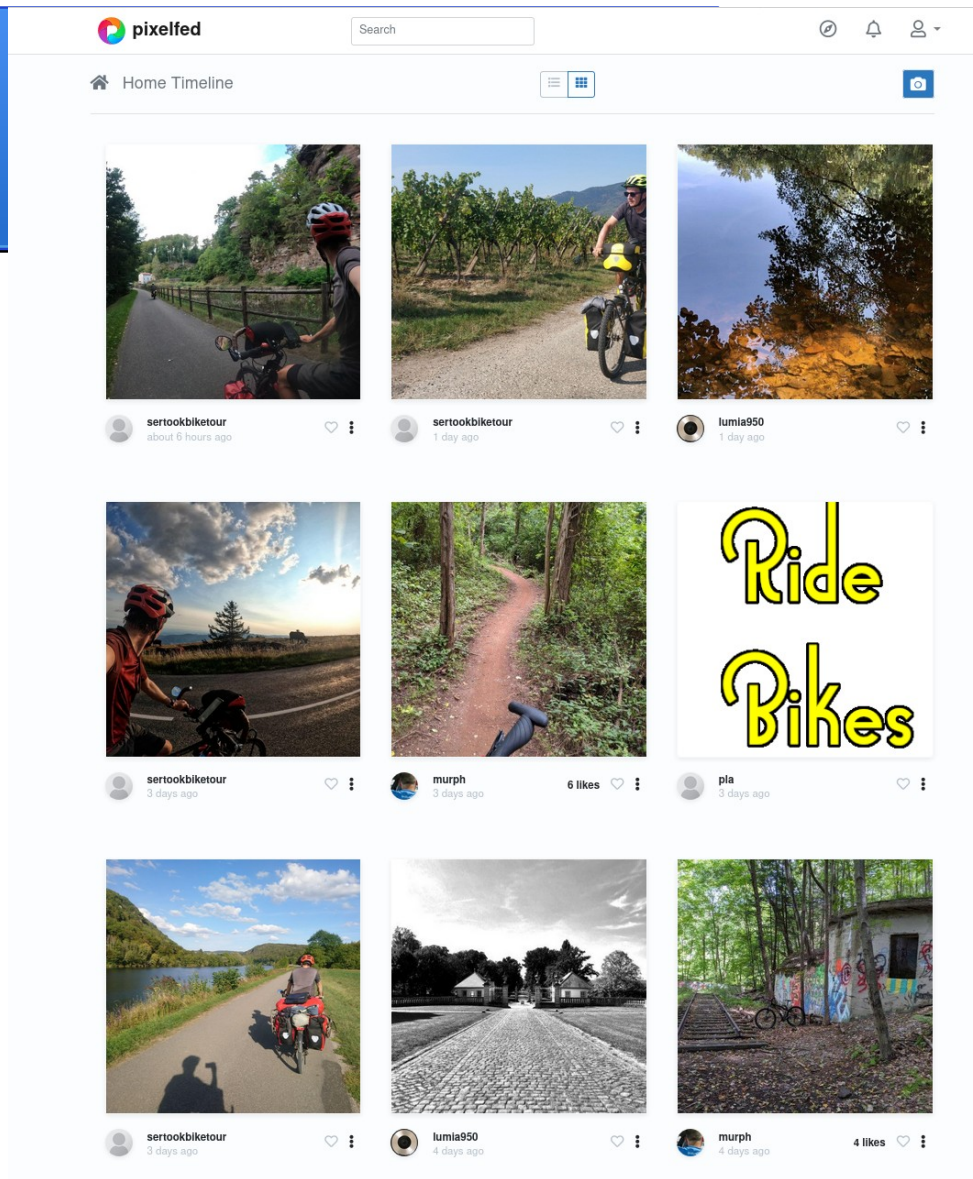 pixelfed
Search
Home Timeline
sertookbiketour
about 6 hours ago
sertookbiketour
1 day ago
lumia950
1 day ago
Ride
Bikes
sertookbiketour
3 days ago
murph
3 days ago
6 likes
pla
3 days ago
sertookbiketour
3 days ago
lumia950
4 days ago
murph
4 days ago
4 likes